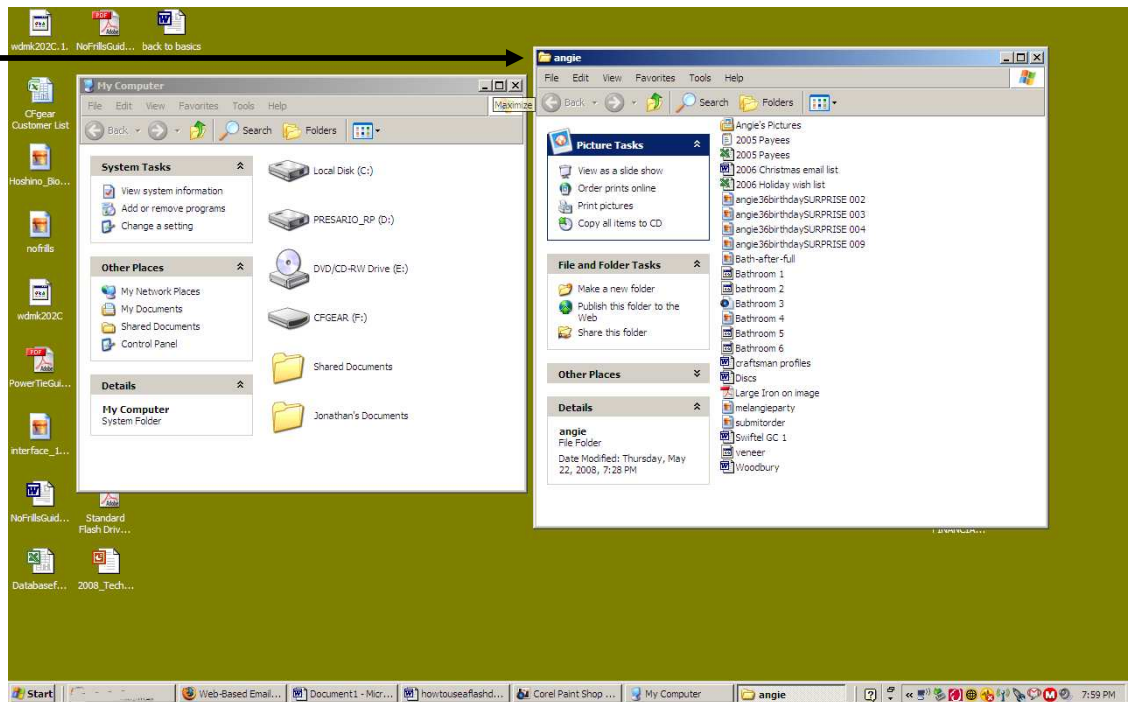 wdmk202C.1.
NoFrillsGuid...
back to basics
CFgear
Customer List
Hoshino_Bio...
nofrills
wdmk202C
PowerTieGui...
interface_1...
NoFrillsGuid...
Standard
Flash Driv...
Databasef...
2008_Tech...
My Computer
File Edit View Favorites Tools Help
Maximize
Back Search Folders
System Tasks
View system information
Add or remove programs
Change a setting
Other Places
My Network Places
My Documents
Shared Documents
Control Panel
Details
My Computer
System Folder
Local Disk (C:)
PRESARIO_RP (D:)
DVD/CD-RW Drive (E:)
CFGEAR (F:)
Shared Documents
Jonathan's Documents
angie
File Edit View Favorites Tools Help
Back Search Folders
Picture Tasks
View as a slide show
Order prints online
Print pictures
Copy all items to CD
File and Folder Tasks
Make a new folder
Publish this folder to the
Web
Share this folder
Other Places
Details
angie
File Folder
Date Modified: Thursday, May
22, 2008, 7:28 PM
Angie's Pictures
2005 Payees
2005 Payees
2006 Christmas email list
2006 Holiday wish list
angie36birthdaySURPRISE 002
angie36birthdaySURPRISE 003
angie36birthdaySURPRISE 004
angie36birthdaySURPRISE 009
Bath-after-full
Bathroom 1
bathroom 2
Bathroom 3
Bathroom 4
Bathroom 5
Bathroom 6
craftsman profiles
Discs
Large Iron on image
melangieparty
submitorder
Swiftel GC 1
veneer
Woodbury
Start
Web-Based Email...
Document1 - Micr...
howtouseaflashd...
Corel Paint Shop ...
My Computer
angie
7:59 PM